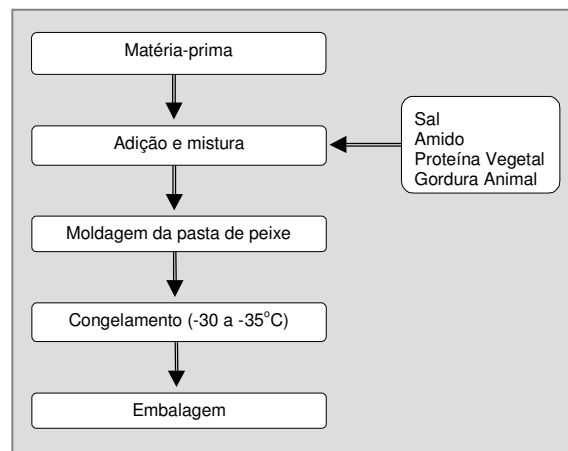 Matéria-prima
Adição e mistura
Sal
Amido
Proteína Vegetal
Gordura Animal
Moldagem da pasta de peixe
Congelamento (-30 a -35°C)
Embalagem